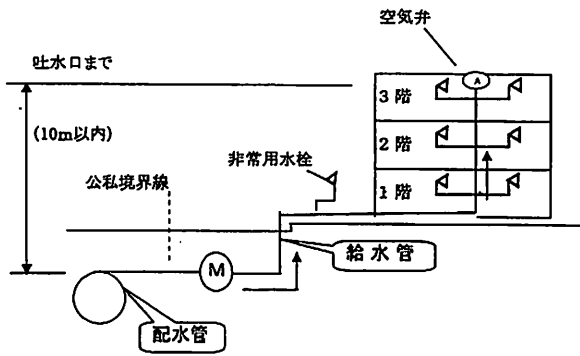 空気弁
吐水口まで
A
3階
(10m以内)
2階
非常用水栓
公私境界線
1階
給水管
M
配水管